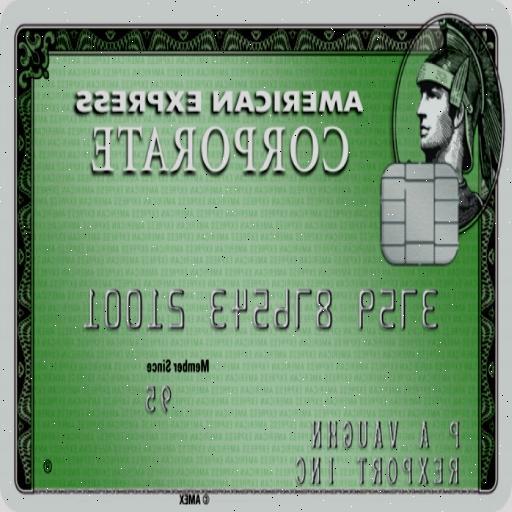 AMERICAN EXPRESS
CORPORATE
3759 876543 21001
Member Since
95
P A VAUGHN
REXPORT INC
®
© AMEX